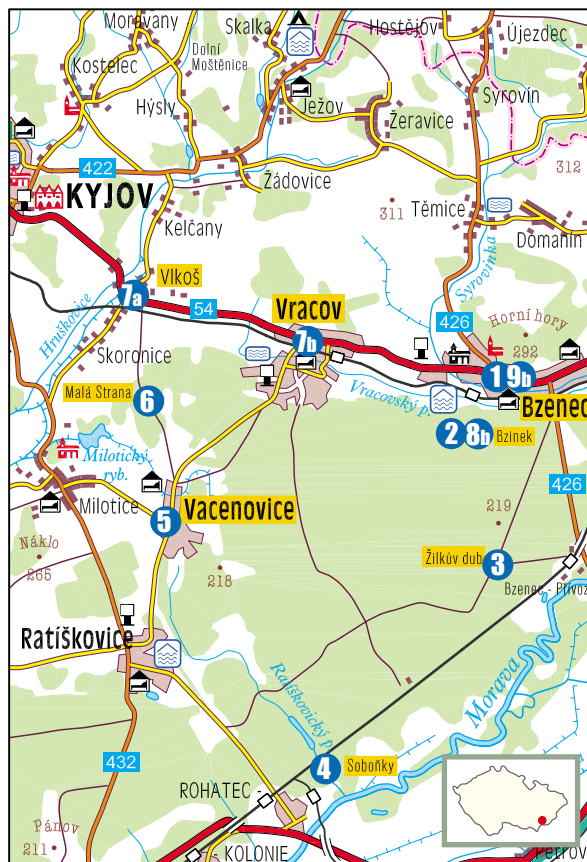 Moravany
Skalka
Hostějov
Újezdec
Dolní
Moštěnice
Kostelec
Hýsly
Ježov
Syrovín
Žeravice
422
Žádovice
312
KYJOV
311
Těmice
Kelčany
Domanín
Syrovinka
Vlkoš
7a
54
Vracov
7b
426
Horní hory
292
Hruškovice
Skoronice
1 9b
Bzenec
Malá Strana
6
Vracovský p.
2 8b
Bzinek
Milotický
ryb.
Milotice
426
5
Vacenovice
219
Náklo
265
218
Žilkův dub
3
Bzenec - Přívoz
Ratíškovice
Ratíškovický p.
Morava
432
4
Soboňky
ROHATEC -
Pánov
211
- KOLONIE
Petrov